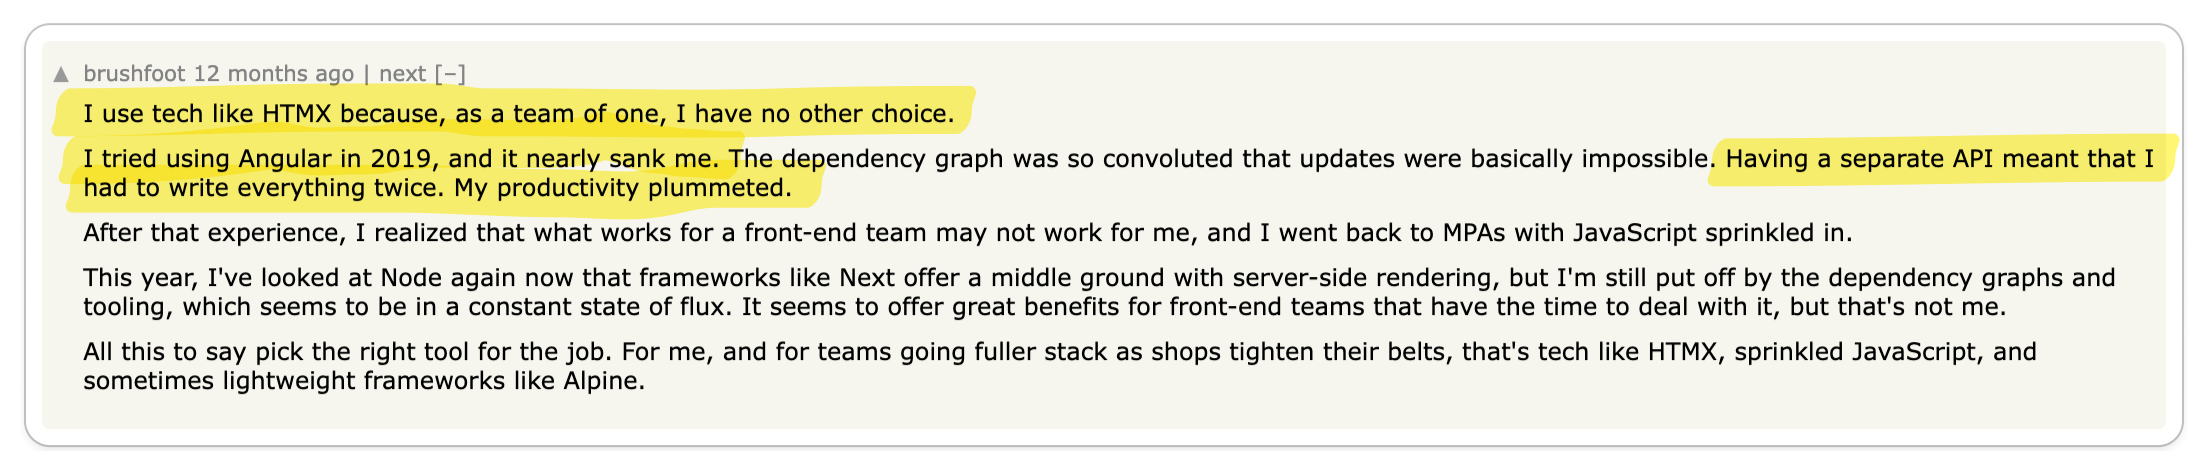 ▲ brushfoot 12 months ago | next [–]
I use tech like HTMX because, as a team of one, I have no other choice.
I tried using Angular in 2019, and it nearly sank me. The dependency graph was so convoluted that updates were basically impossible. Having a separate API meant that I
had to write everything twice. My productivity plummeted.
After that experience, I realized that what works for a front-end team may not work for me, and I went back to MPAs with JavaScript sprinkled in.
This year, I've looked at Node again now that frameworks like Next offer a middle ground with server-side rendering, but I'm still put off by the dependency graphs and
tooling, which seems to be in a constant state of flux. It seems to offer great benefits for front-end teams that have the time to deal with it, but that's not me.
All this to say pick the right tool for the job. For me, and for teams going fuller stack as shops tighten their belts, that's tech like HTMX, sprinkled JavaScript, and
sometimes lightweight frameworks like Alpine.